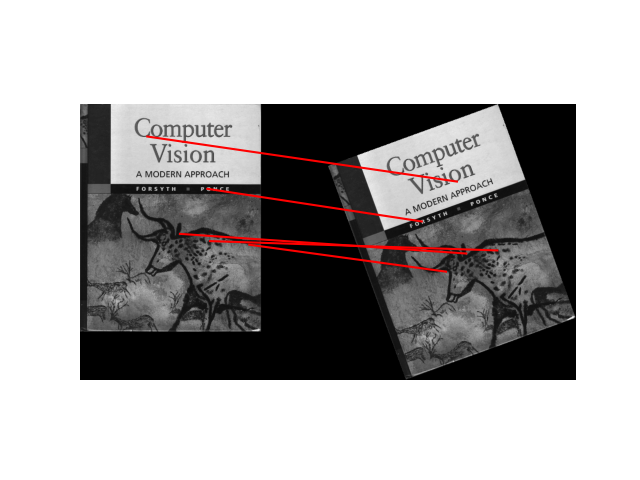 Computer
Vision
A MODERN APPROACH
FORSYTH PONCE
Computer
Vision
A MODERN APPROACH
FORSYTH PONCE